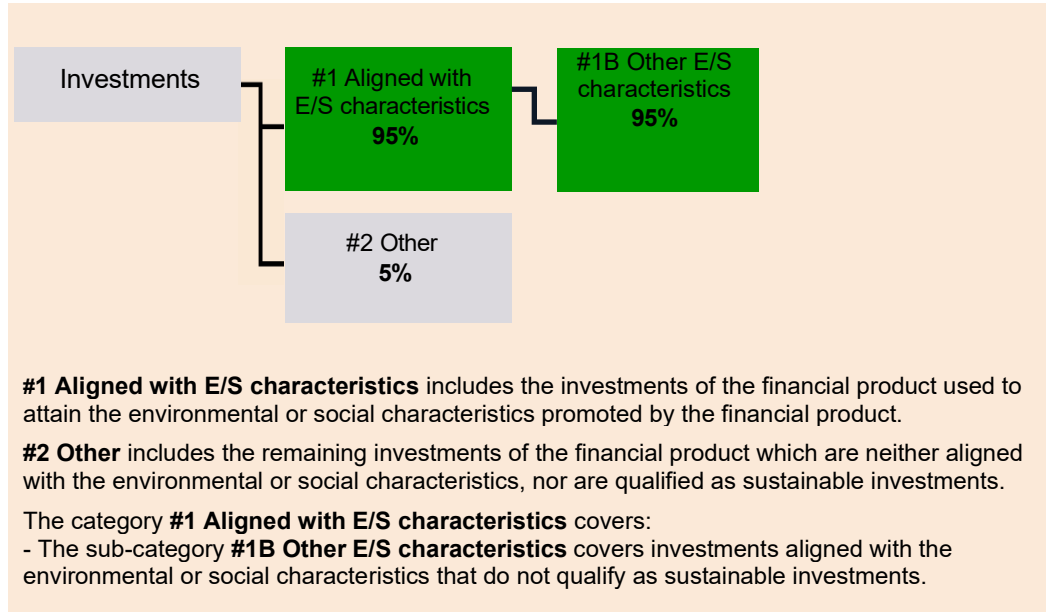 Investments
#1 Aligned with
E/S characteristics
95%
#1B Other E/S
characteristics
95%
#2 Other
5%
#1 Aligned with E/S characteristics includes the investments of the financial product used to
attain the environmental or social characteristics promoted by the financial product.
#2 Other includes the remaining investments of the financial product which are neither aligned
with the environmental or social characteristics, nor are qualified as sustainable investments.
The category #1 Aligned with E/S characteristics covers:
- The sub-category #1B Other E/S characteristics covers investments aligned with the
environmental or social characteristics that do not qualify as sustainable investments.